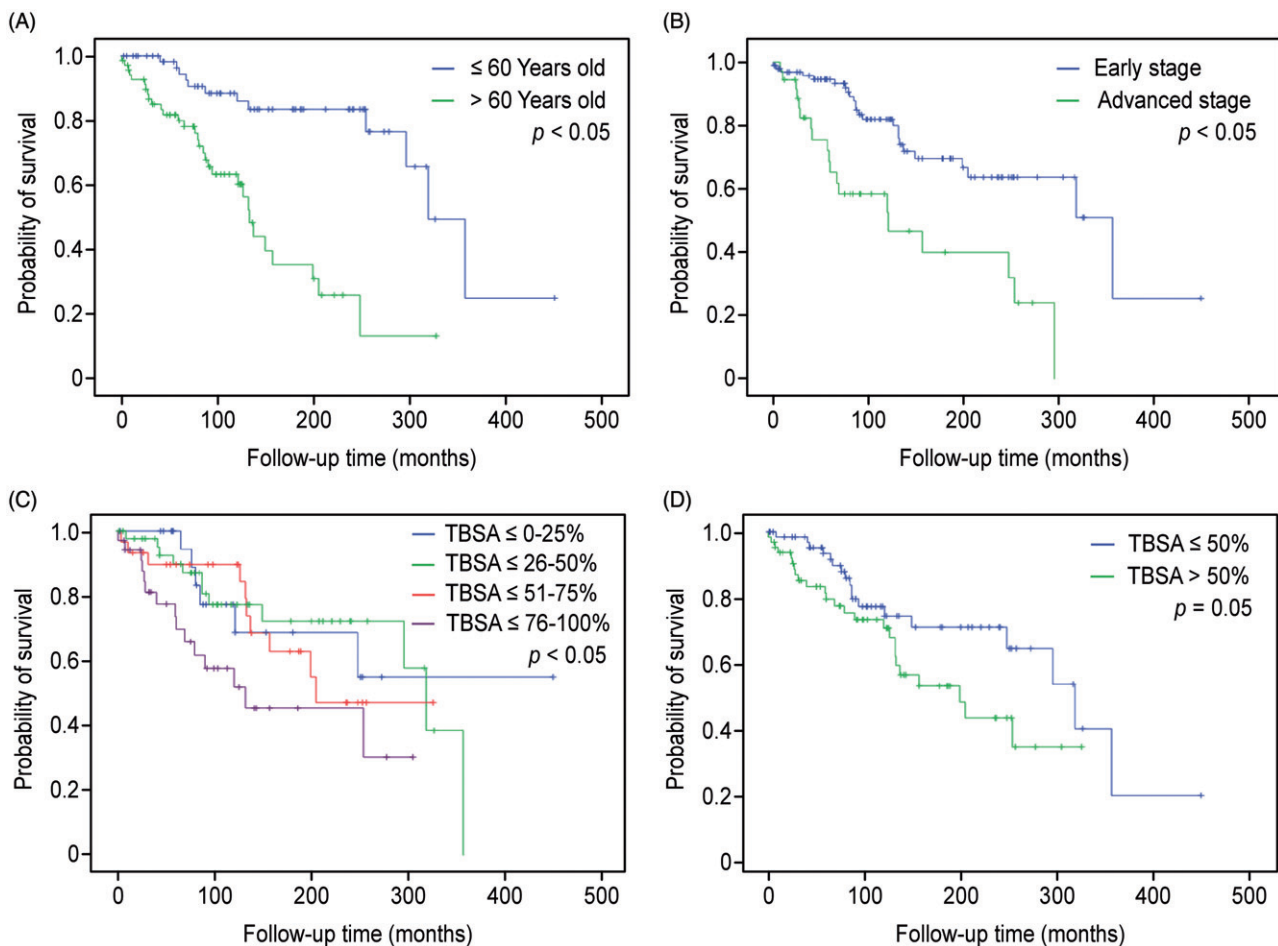 (A)
1.0
0.8
0.6
0.4
0.2
0
Probability of survival
≤ 60 Years old
> 60 Years old
p < 0.05
0 100 200 300 400 500
Follow-up time (months)
(B)
1.0
0.8
0.6
0.4
0.2
0
Probability of survival
Early stage
Advanced stage
p < 0.05
0 100 200 300 400 500
Follow-up time (months)
(C)
1.0
0.8
0.6
0.4
0.2
0
Probability of survival
TBSA ≤ 0-25%
TBSA ≤ 26-50%
TBSA ≤ 51-75%
TBSA ≤ 76-100%
p < 0.05
0 100 200 300 400 500
Follow-up time (months)
(D)
1.0
0.8
0.6
0.4
0.2
0
Probability of survival
TBSA ≤ 50%
TBSA > 50%
p = 0.05
0 100 200 300 400 500
Follow-up time (months)